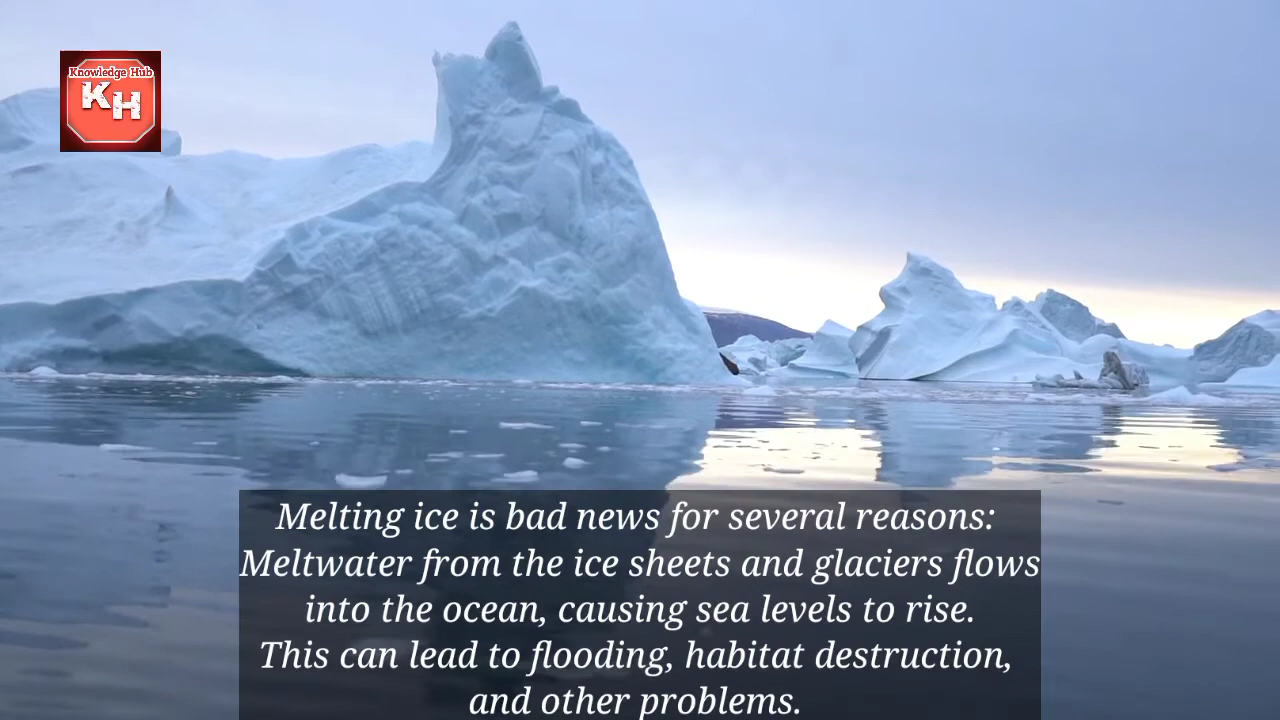 Knowledge Hub
KH
Melting ice is bad news for several reasons:
Meltwater from the ice sheets and glaciers flows
into the ocean, causing sea levels to rise.
This can lead to flooding, habitat destruction,
and other problems.